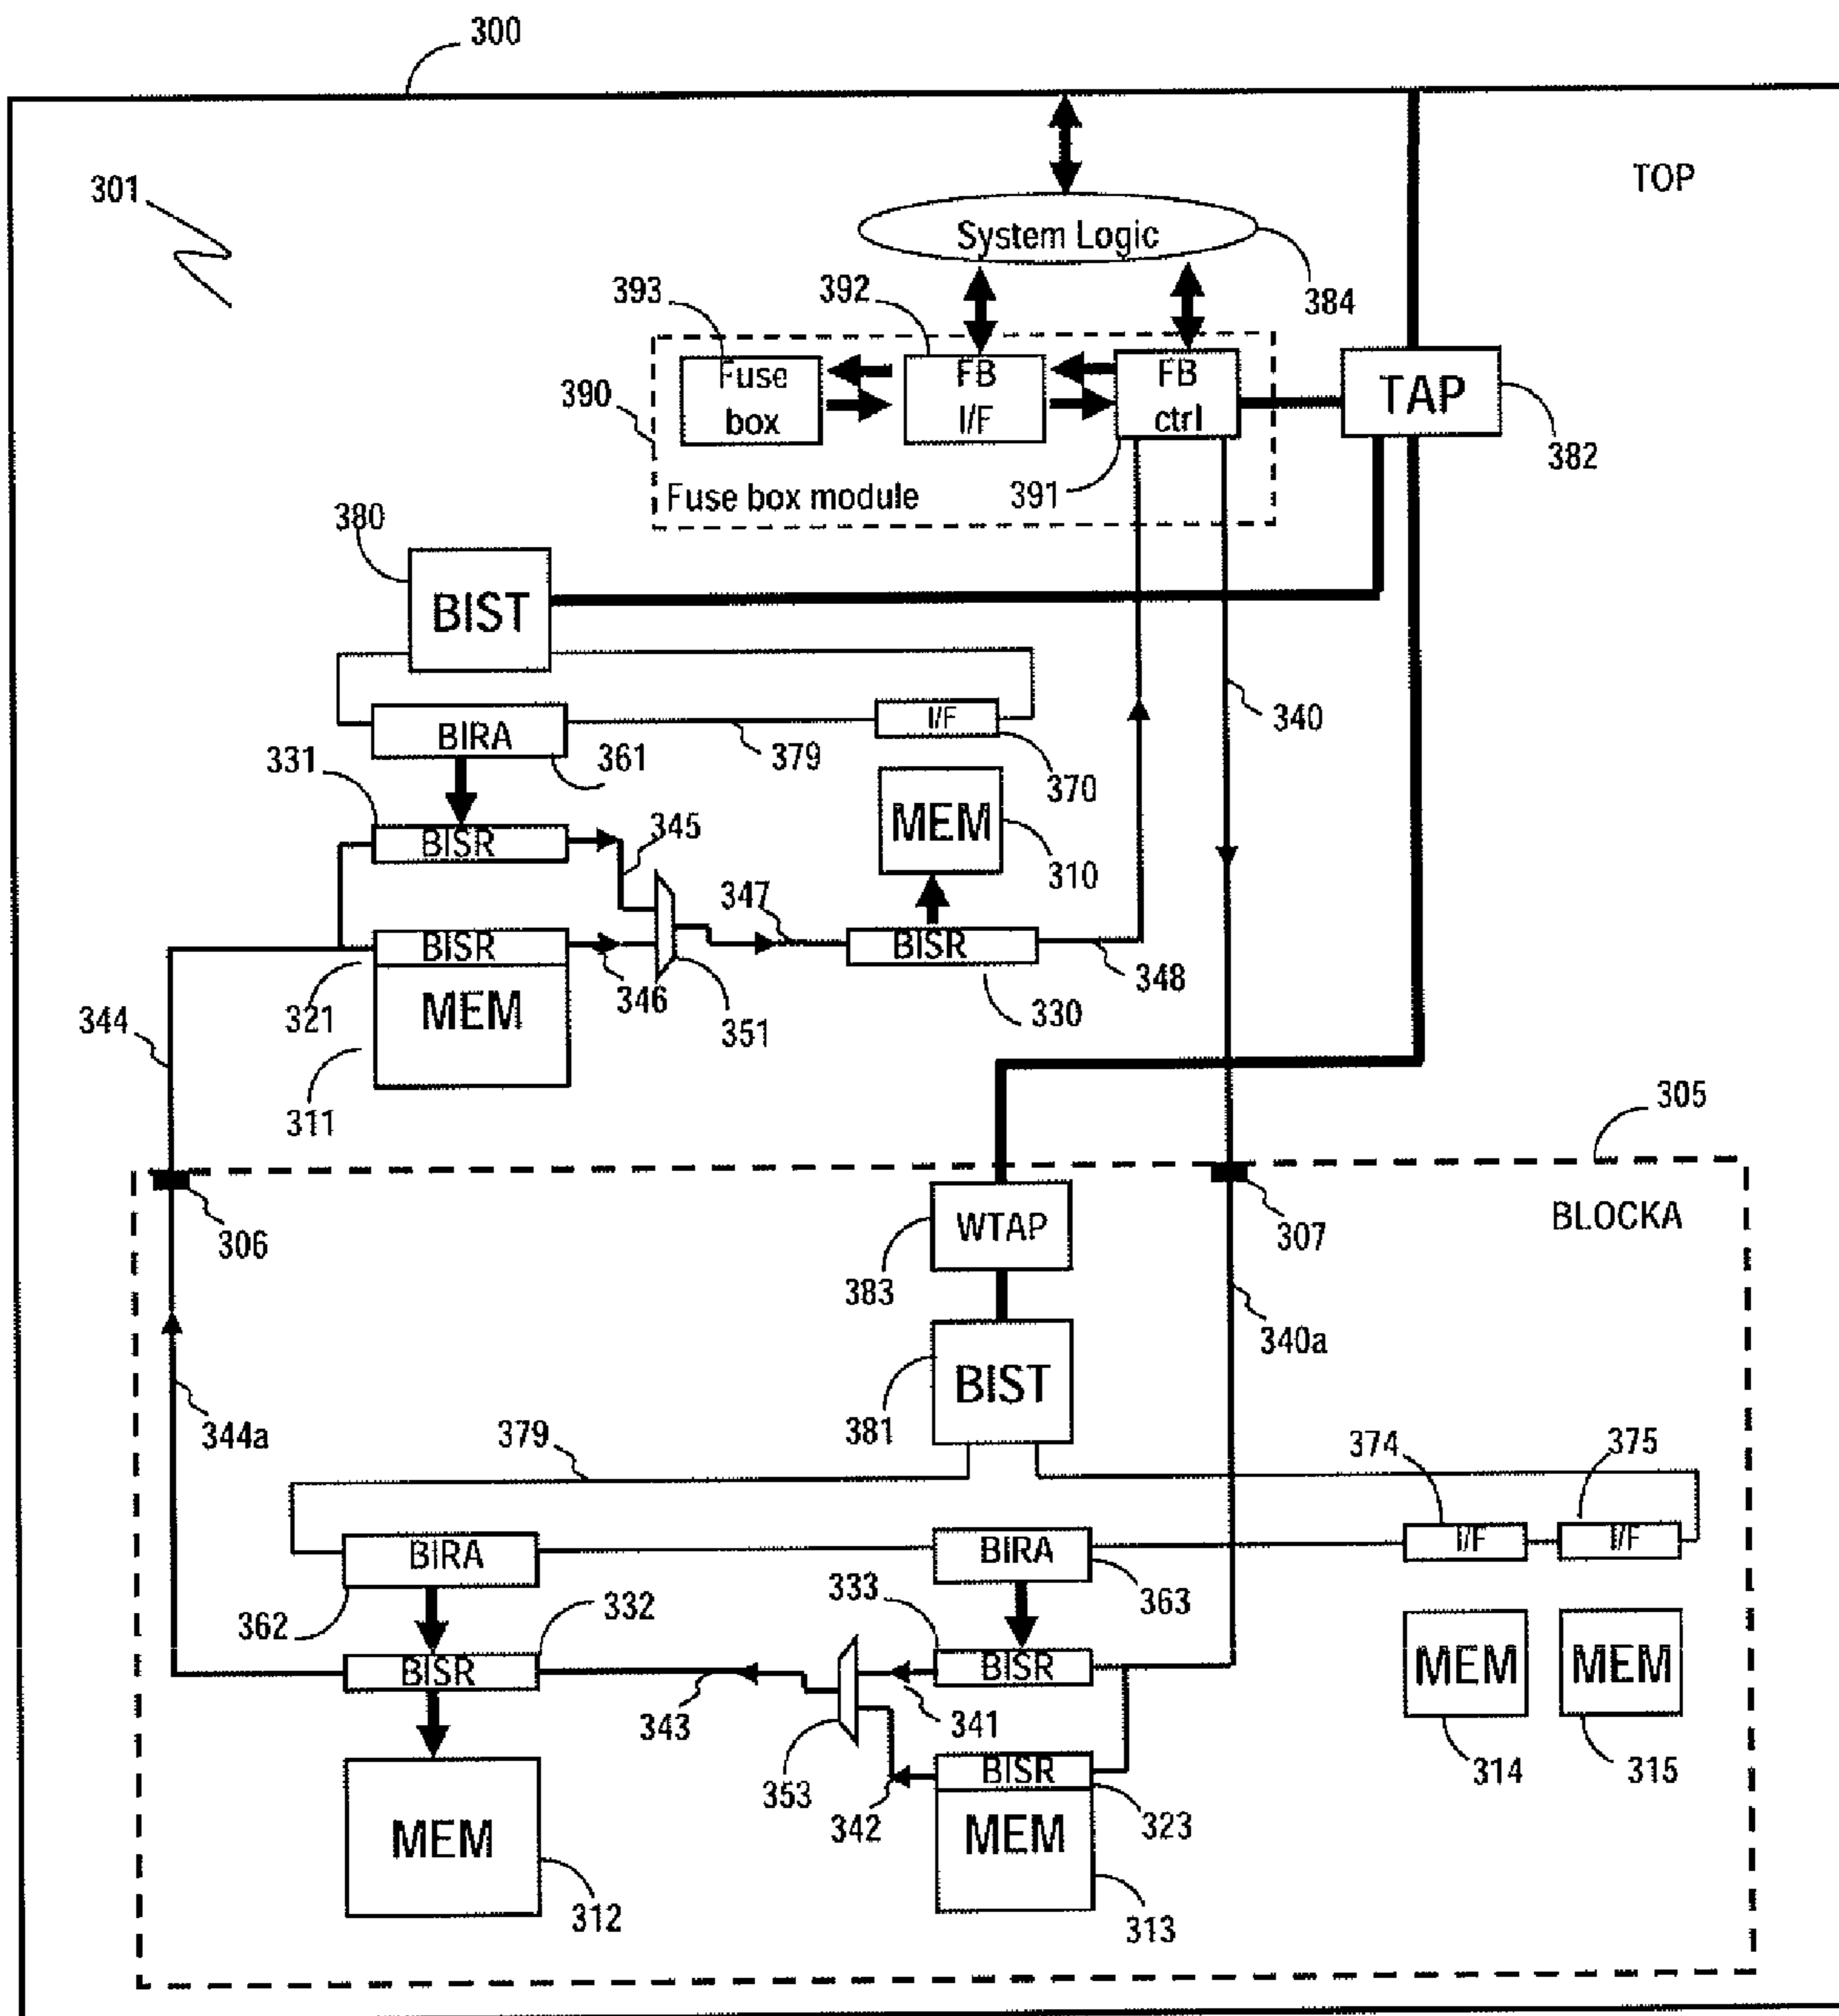 300
TOP
301
System Logic
384
393
392
Fuse
box
FB
I/F
FB
ctrl
TAP
382
390
391
Fuse box module
380
BIST
340
I/F
BIRA
379
370
331
361
MEM
345
BISR
310
347
BISR
BISR
348
346
MEM
321
330
351
344
311
305
WTAP
BLOCKA
306
307
383
340a
BIST
344a
381
379
374
375
BIRA
BIRA
I/F
I/F
333
363
362
332
BISR
BISR
MEM
MEM
343
341
BISR
314
315
353
342
323
MEM
MEM
312
313